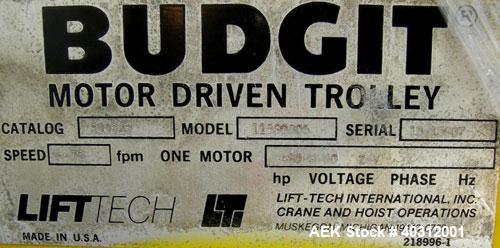 BUDGIT
MOTOR DRIVEN TROLLEY
CATALOG MODEL SERIAL
SPEED fpm ONE MOTOR
hp VOLTAGE PHASE Hz
LIFTTECH LIFT-TECH INTERNATIONAL, INC.
CRANE AND HOIST OPERATIONS
MADE IN U.S.A.
AEK Stock # 40312001
218996-1